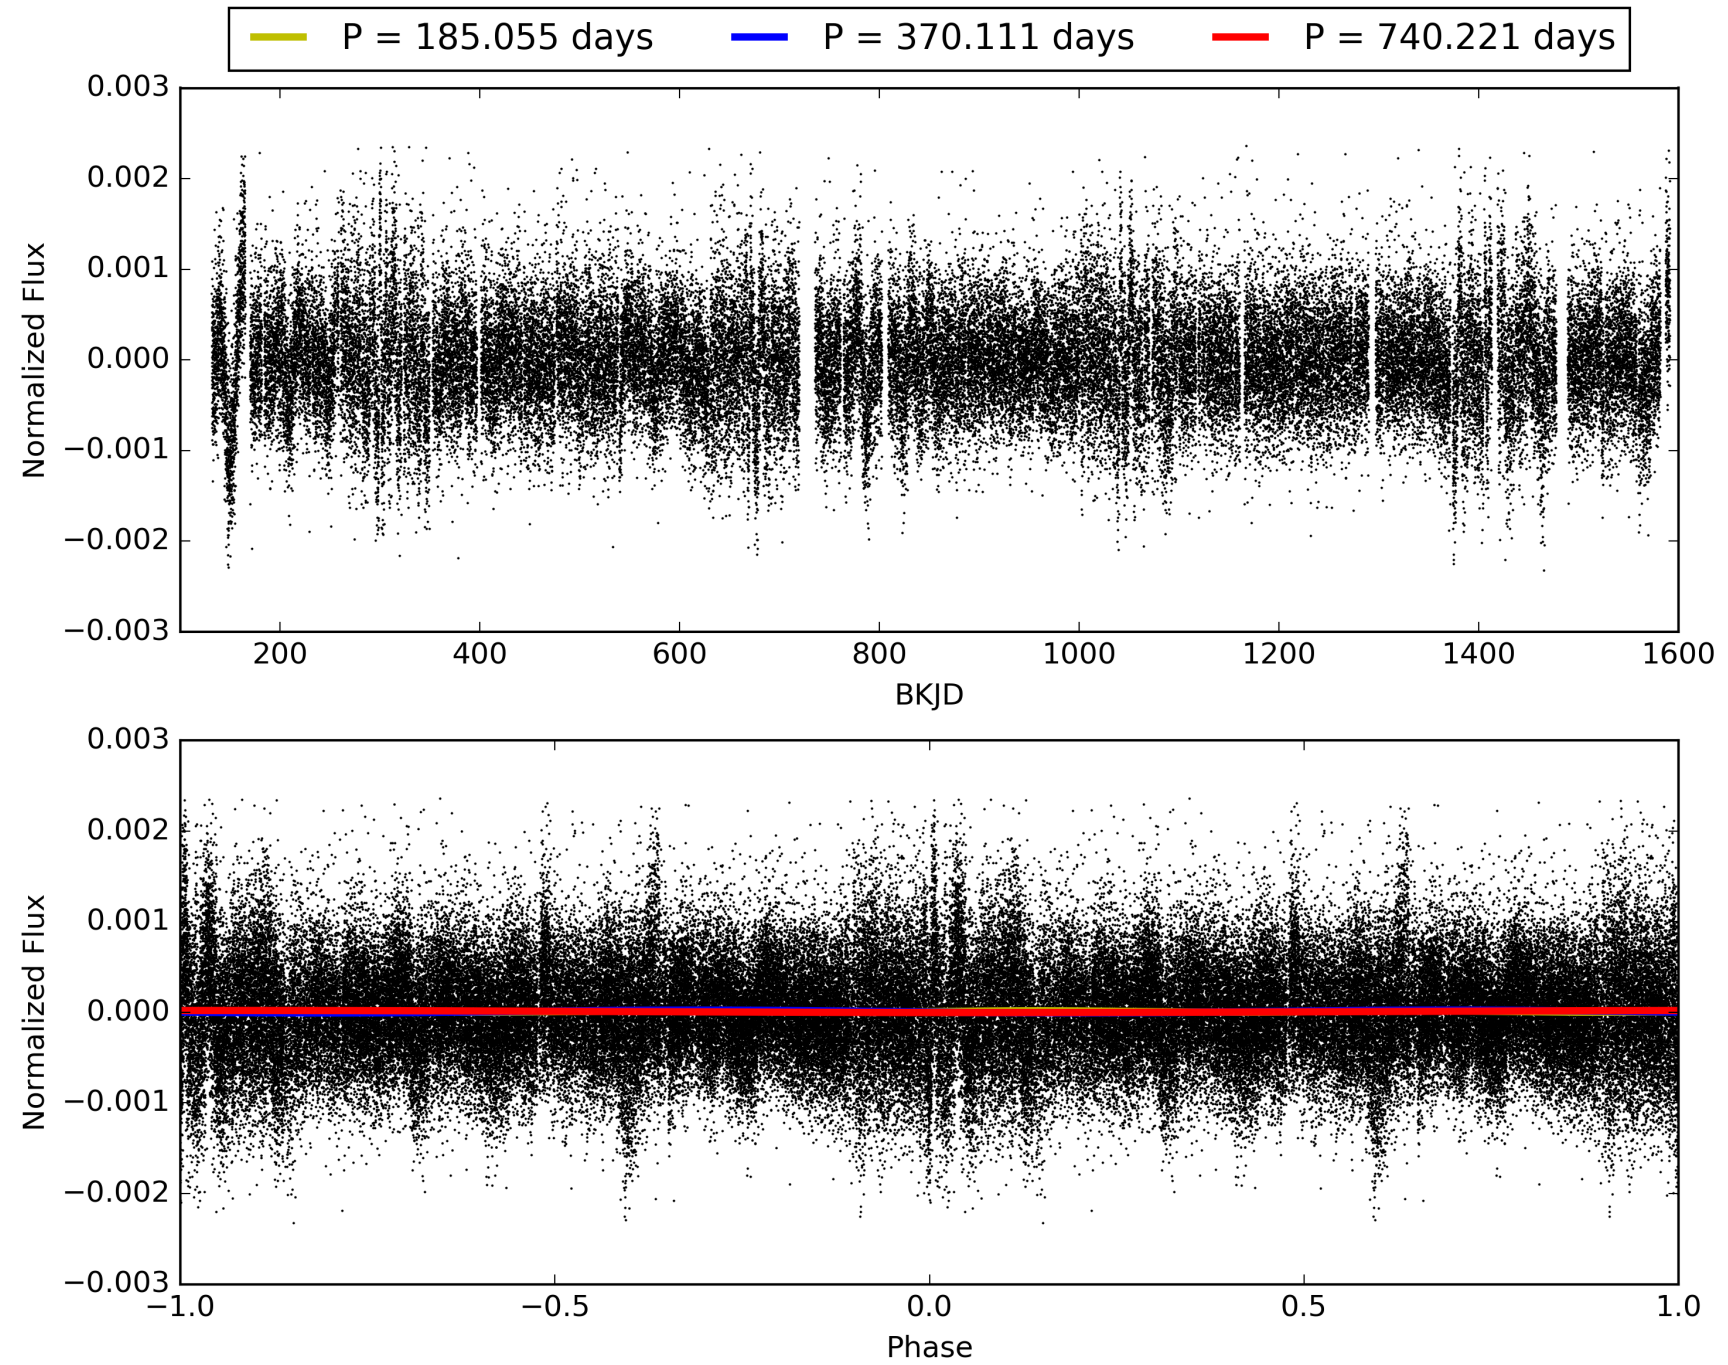 P = 185.055 days P = 370.111 days P = 740.221 days
0.003
0.002
0.001
0.000
−0.001
−0.002
−0.003
Normalized Flux
200 400 600 800 1000 1200 1400 1600
BKJD
0.003
0.002
0.001
0.000
−0.001
−0.002
−0.003
Normalized Flux
−1.0 −0.5 0.0 0.5 1.0
Phase